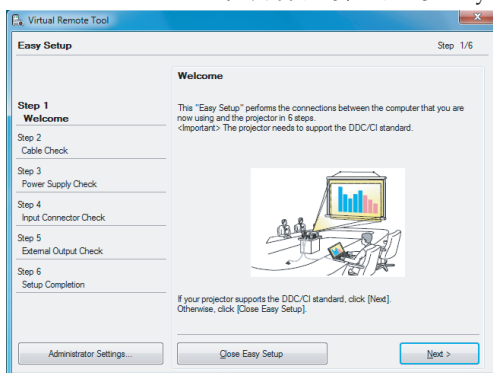 Virtual Remote Tool
Easy Setup
Step 1/6
Welcome
Step 1
Welcome
Step 2
Cable Check
Step 3
Power Supply Check
Step 4
Input Connector Check
Step 5
External Output Check
Step 6
Setup Completion
This "Easy Setup" performs the connections between the computer that you are
now using and the projector in 6 steps.
<Important> The projector needs to support the DDC/CI standard.
If your projector supports the DDC/CI standard, click [Next].
Otherwise, click [Close Easy Setup].
Administrator Settings...
Close Easy Setup
Next >